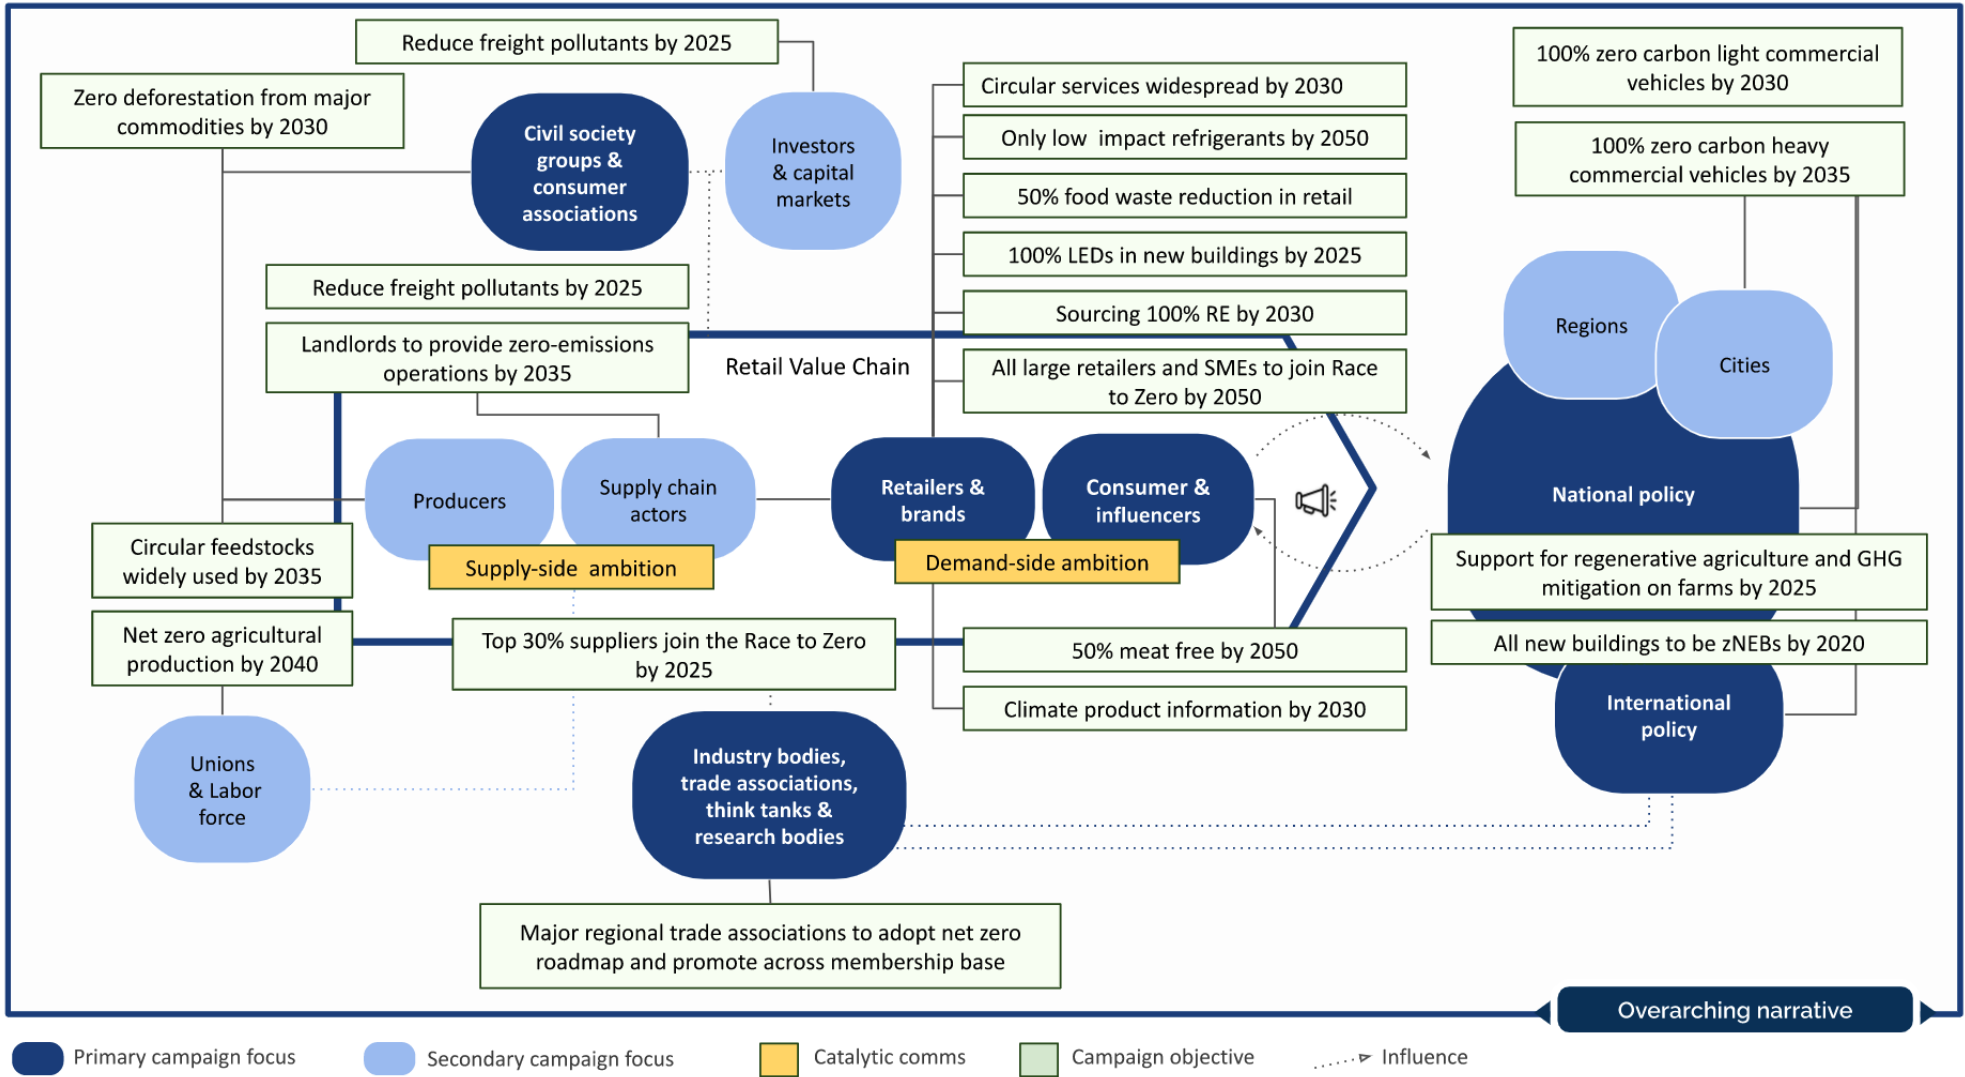 Reduce freight pollutants by 2025
Zero deforestation from major
commodities by 2030
Civil society
groups &
consumer
associations
Investors
& capital
markets
Circular services widespread by 2030
Only low impact refrigerants by 2050
50% food waste reduction in retail
100% LEDs in new buildings by 2025
Sourcing 100% RE by 2030
All large retailers and SMEs to join Race
to Zero by 2050
100% zero carbon light commercial
vehicles by 2030
100% zero carbon heavy
commercial vehicles by 2035
Reduce freight pollutants by 2025
Landlords to provide zero-emissions
operations by 2035
Retail Value Chain
Regions
Cities
Producers
Supply chain
actors
Retailers &
brands
Consumer &
influencers
National policy
Supply-side ambition
Demand-side ambition
Circular feedstocks
widely used by 2035
Net zero agricultural
production by 2040
Top 30% suppliers join the Race to Zero
by 2025
50% meat free by 2050
Climate product information by 2030
Support for regenerative agriculture and GHG
mitigation on farms by 2025
All new buildings to be zNEBs by 2020
International
policy
Unions
& Labor
force
Industry bodies,
trade associations,
think tanks &
research bodies
Major regional trade associations to adopt net zero
roadmap and promote across membership base
Overarching narrative
Primary campaign focus
Secondary campaign focus
Catalytic comms
Campaign objective
Influence